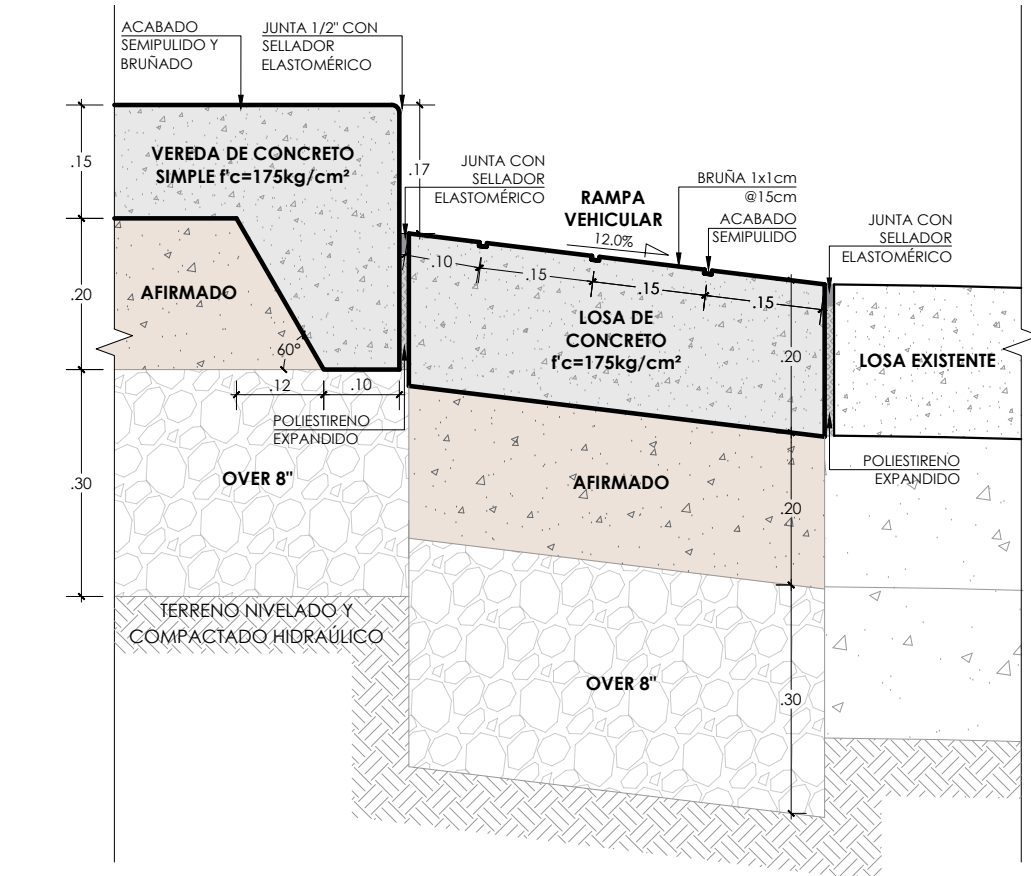 ACABADO
SEMIPULIDO Y
BRUÑADO
JUNTA 1/2" CON
SELLADOR
ELASTOMÉRICO
.15
VEREDA DE CONCRETO
SIMPLE f'c=175kg/cm²
.17
JUNTA CON
SELLADOR
ELASTOMÉRICO
RAMPA
VEHICULAR
12.0%
BRUÑA 1x1cm
@15cm
ACABADO
SEMIPULIDO
JUNTA CON
SELLADOR
ELASTOMÉRICO
.20
AFIRMADO
60°
.12
.10
.10
.15
.15
.15
LOSA DE
CONCRETO
f'c=175kg/cm²
.20
LOSA EXISTENTE
POLIESTIRENO
EXPANDIDO
POLIESTIRENO
EXPANDIDO
.30
OVER 8"
AFIRMADO
.20
TERRENO NIVELADO Y
COMPACTADO HIDRAÚLICO
OVER 8"
.30